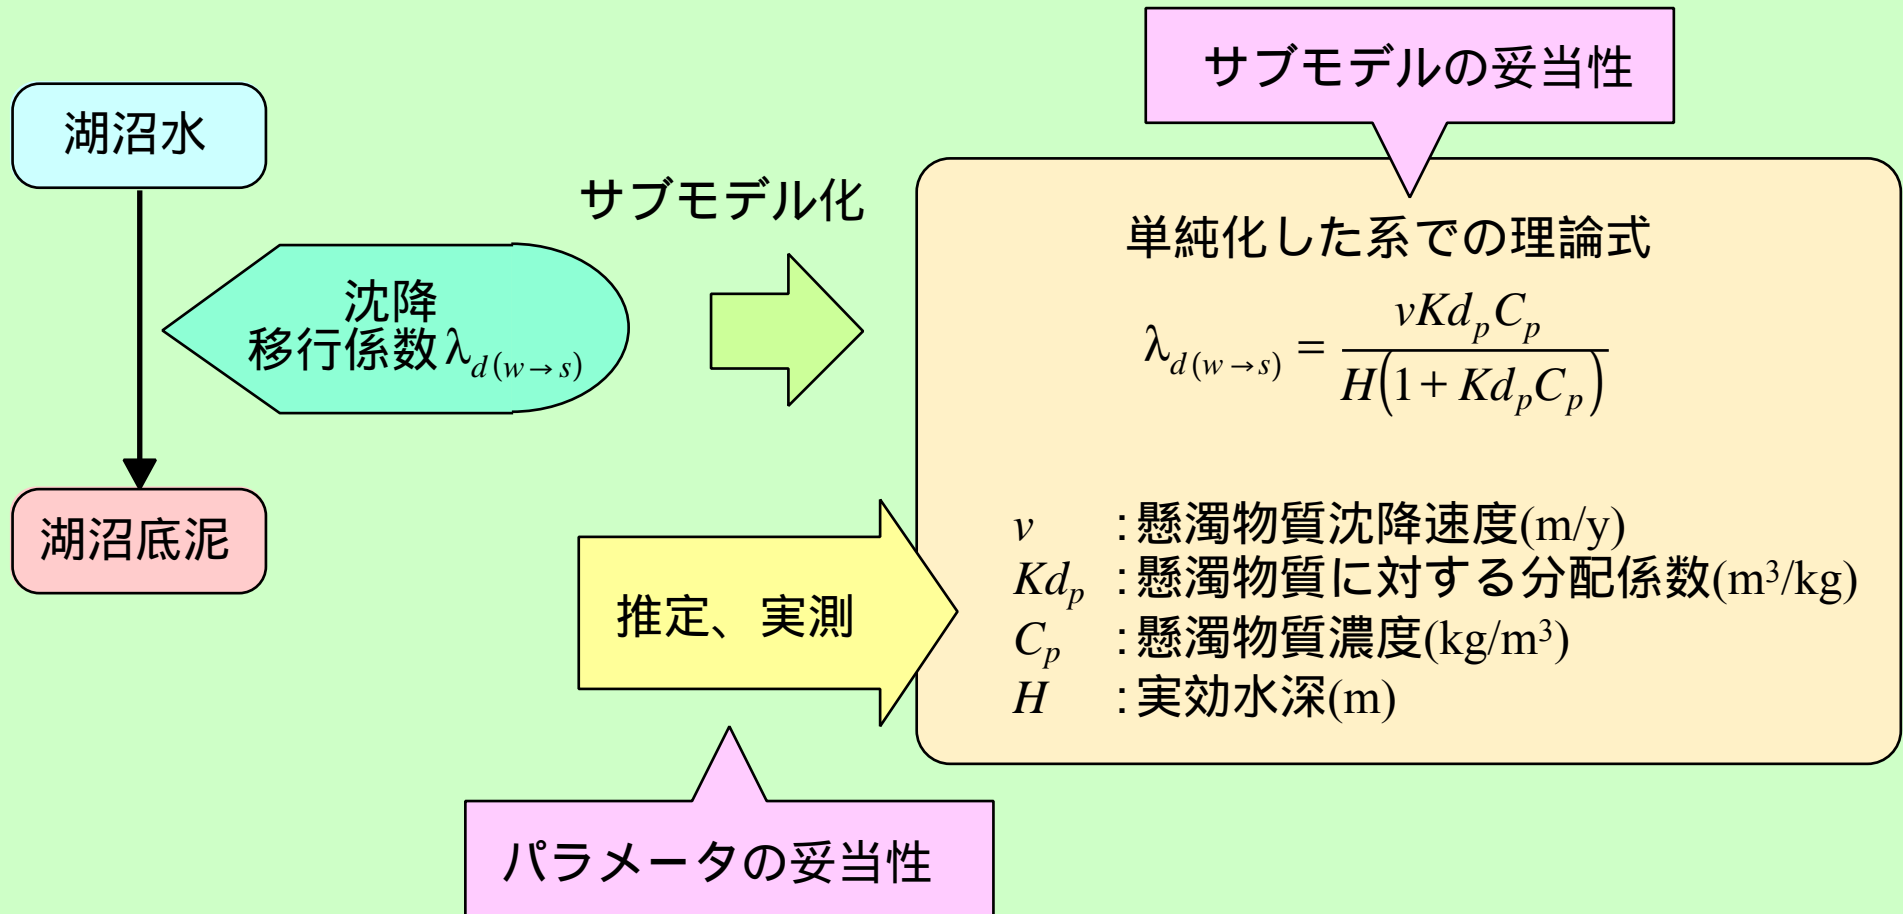 サブモデルの妥当性
湖沼水
サブモデル化
沈降
移行係数λd(w→s)
湖沼底泥
単純化した系での理論式
λd(w→s) = vKdpCp / H(1 + KdpCp)
v :懸濁物質沈降速度(m/y)
Kdp :懸濁物質に対する分配係数(m³/kg)
Cp :懸濁物質濃度(kg/m³)
H :実効水深(m)
推定、実測
パラメータの妥当性